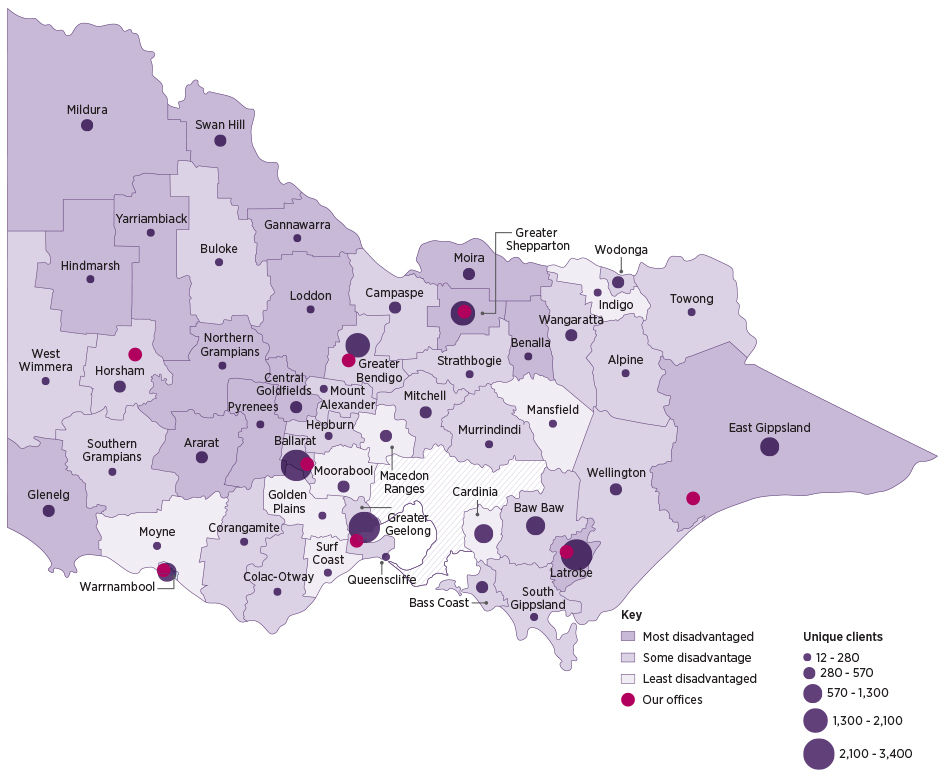 Mildura
Swan Hill
Yarriambiack
Gannawarra
Greater
Shepparton
Buloke
Wodonga
Hindmarsh
Moira
Loddon
Campaspe
Indigo
Towong
Wangaratta
Northern
Grampians
Benalla
West
Wimmera
Horsham
Strathbogie
Alpine
Greater
Bendigo
Central
Goldfields
Mount
Alexander
Mitchell
Pyrenees
Mansfield
Hepburn
Murrindindi
East Gippsland
Southern
Grampians
Ararat
Ballarat
Moorabool
Macedon
Ranges
Wellington
Glenelg
Golden
Plains
Cardinia
Baw Baw
Moyne
Corangamite
Greater
Geelong
Surf
Coast
Warrnambool
Colac-Otway
Queenscliffe
Latrobe
Bass Coast
South
Gippsland
Key
Most disadvantaged
Some disadvantage
Least disadvantaged
Our offices
Unique clients
12 - 280
280 - 570
570 - 1,300
1,300 - 2,100
2,100 - 3,400